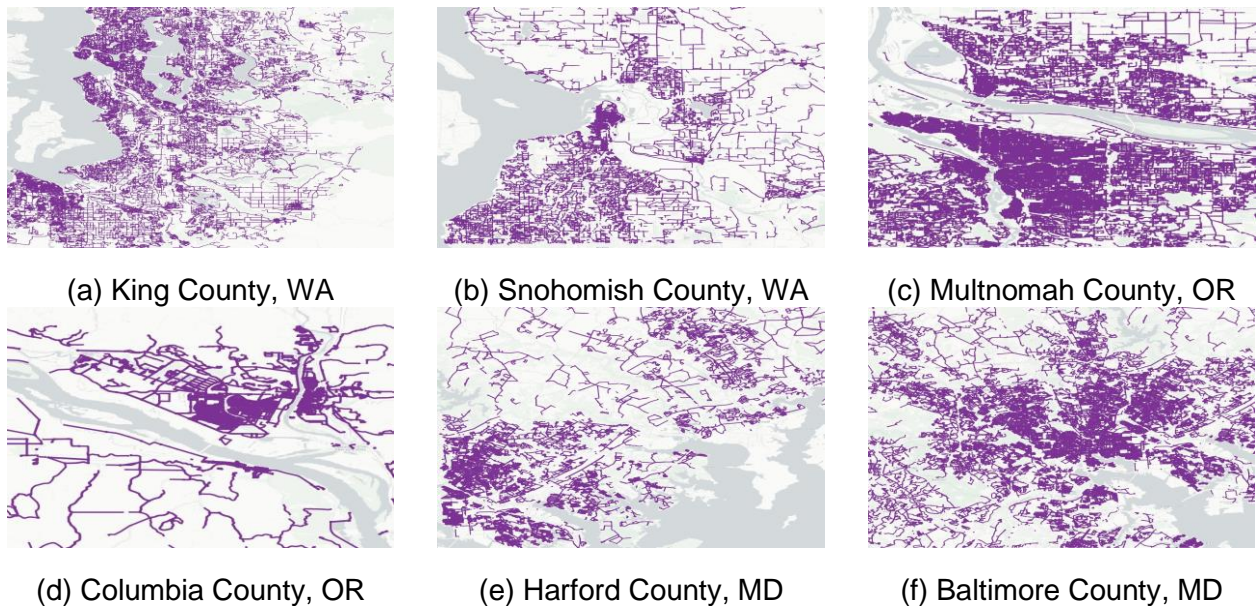 (a) King County, WA
(b) Snohomish County, WA
(c) Multnomah County, OR
(d) Columbia County, OR
(e) Harford County, MD
(f) Baltimore County, MD